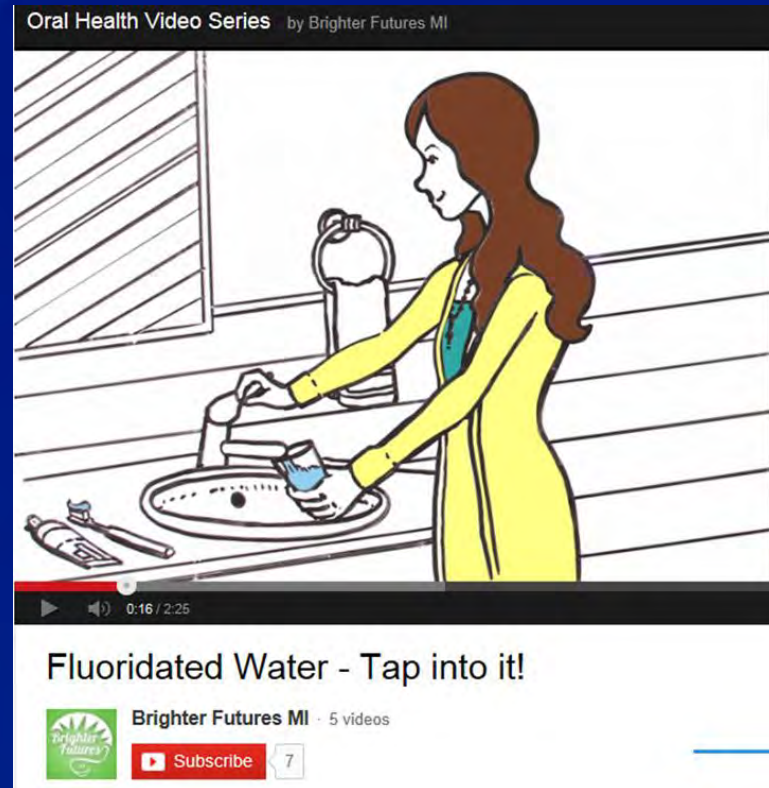 Oral Health Video Series by Brighter Futures MI
0:16 / 2:25
Fluoridated Water - Tap into it!
Brighter Futures
Brighter Futures MI · 5 videos
Subscribe 7